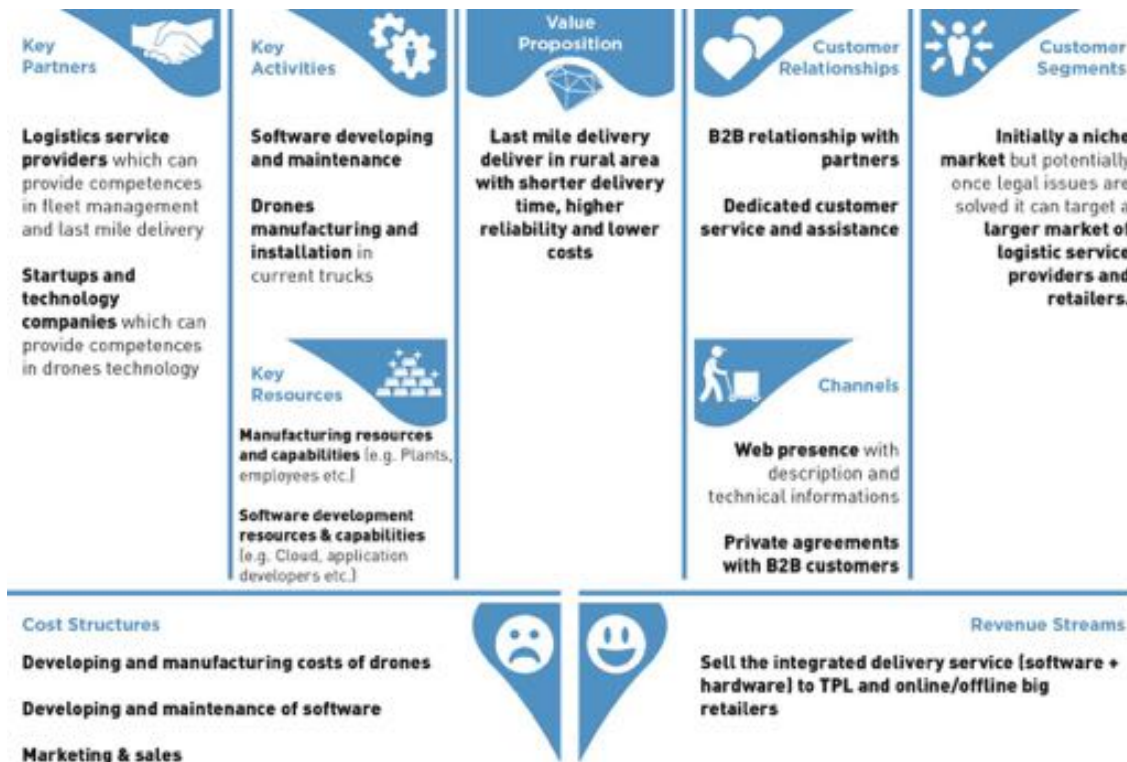 Key
Partners
Logistics service
providers which can
provide competences
in fleet management
and last mile delivery
Startups and
technology
companies which can
provide competences
in drones technology
Key
Activities
Software developing
and maintenance
Drones
manufacturing and
installation in
current trucks
Key
Resources
Manufacturing resources
and capabilities (e.g. Plants,
employees etc.)
Software development
resources & capabilities
(e.g. Cloud, application
developers etc.)
Value
Proposition
Last mile delivery
deliver in rural area
with shorter delivery
time, higher
reliability and lower
costs
Customer
Relationships
B2B relationship with
partners
Dedicated customer
service and assistance
Channels
Web presence with
description and
technical informations
Private agreements
with B2B customers
Customer
Segments
Initially a niche
market but potentially
once legal issues are
solved it can target a
larger market of
logistic service
providers and
retailers.
Cost Structures
Developing and manufacturing costs of drones
Developing and maintenance of software
Marketing & sales
Revenue Streams
Sell the integrated delivery service (software +
hardware) to TPL and online/offline big
retailers